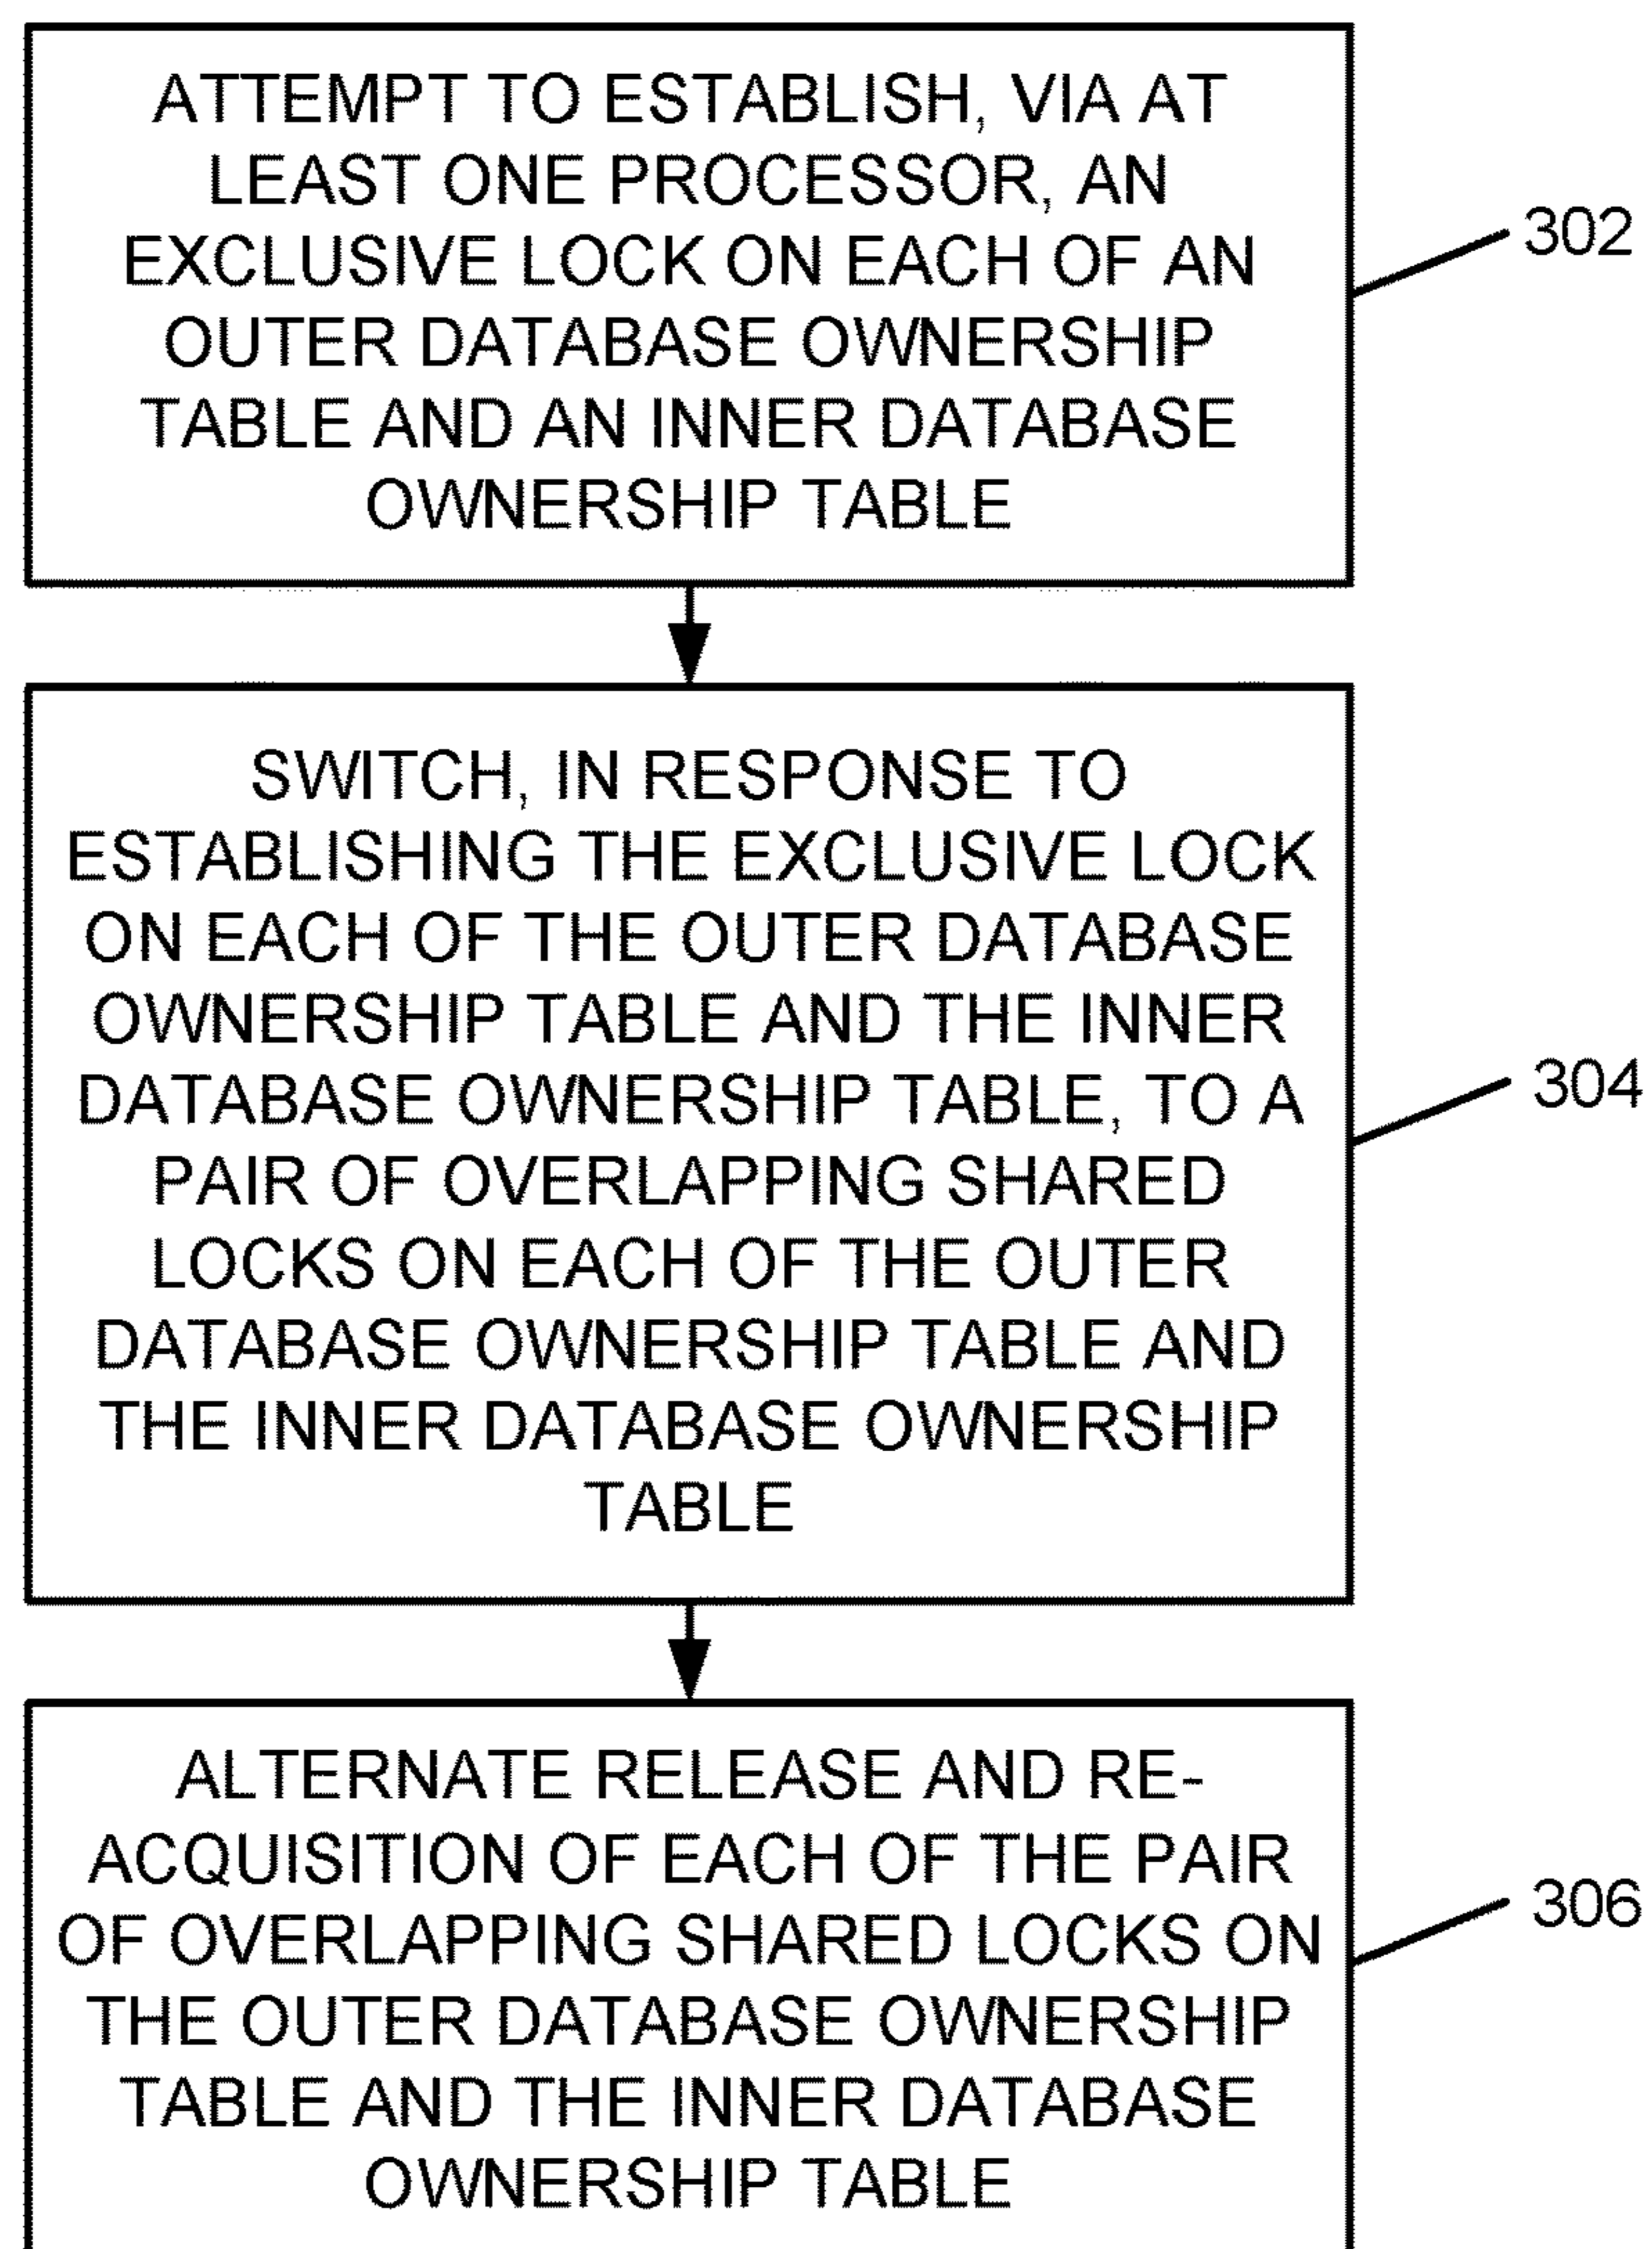 ATTEMPT TO ESTABLISH, VIA AT
LEAST ONE PROCESSOR, AN
EXCLUSIVE LOCK ON EACH OF AN
OUTER DATABASE OWNERSHIP
TABLE AND AN INNER DATABASE
OWNERSHIP TABLE
302
SWITCH, IN RESPONSE TO
ESTABLISHING THE EXCLUSIVE LOCK
ON EACH OF THE OUTER DATABASE
OWNERSHIP TABLE AND THE INNER
DATABASE OWNERSHIP TABLE, TO A
PAIR OF OVERLAPPING SHARED
LOCKS ON EACH OF THE OUTER
DATABASE OWNERSHIP TABLE AND
THE INNER DATABASE OWNERSHIP
TABLE
304
ALTERNATE RELEASE AND RE-
ACQUISITION OF EACH OF THE PAIR
OF OVERLAPPING SHARED LOCKS ON
THE OUTER DATABASE OWNERSHIP
TABLE AND THE INNER DATABASE
OWNERSHIP TABLE
306